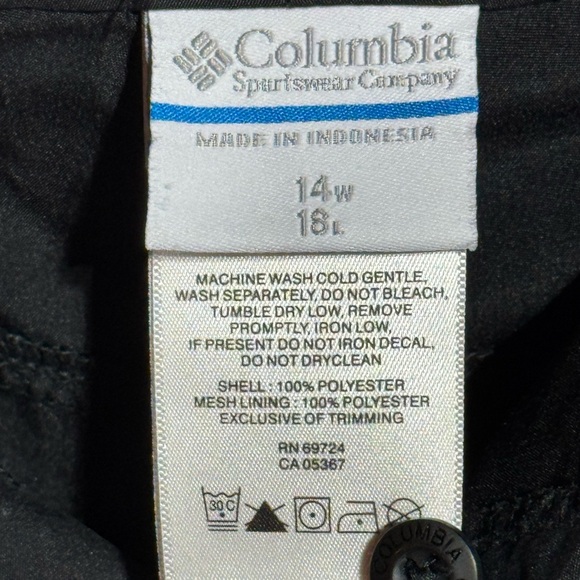 Columbia
Sportswear Company
MADE IN INDONESIA
14W
18L
MACHINE WASH COLD GENTLE.
WASH SEPARATELY, DO NOT BLEACH,
TUMBLE DRY LOW, REMOVE
PROMPTLY, IRON LOW,
IF PRESENT DO NOT IRON DECAL,
DO NOT DRYCLEAN
SHELL : 100% POLYESTER
MESH LINING : 100% POLYESTER
EXCLUSIVE OF TRIMMING
RN 69724
CA 05367
30C
COLUMBIA